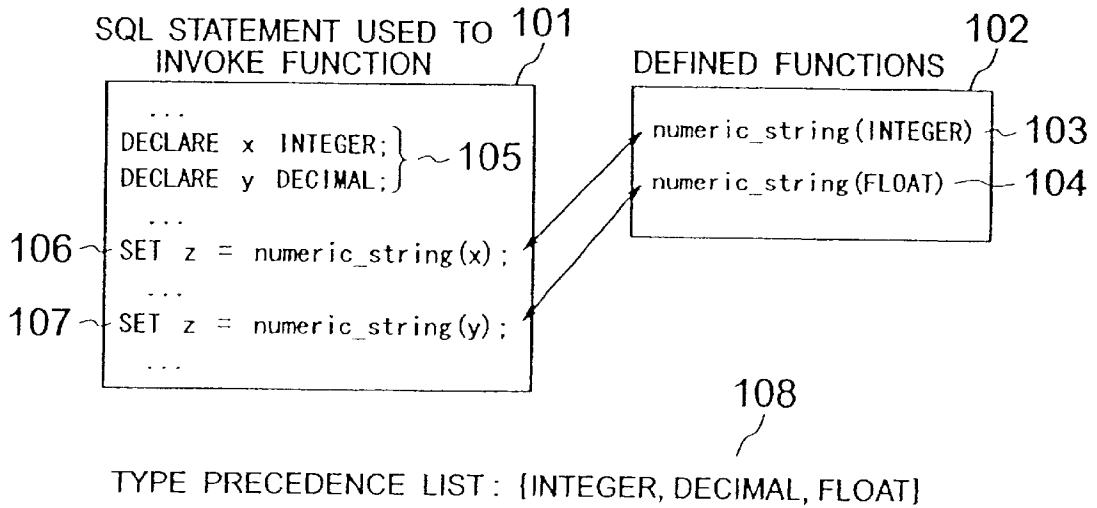 SQL STATEMENT USED TO
INVOKE FUNCTION
101
...
DECLARE x INTEGER;
DECLARE y DECIMAL;
105
...
106
SET z = numeric_string(x);
...
107
SET z = numeric_string(y);
...
DEFINED FUNCTIONS
102
numeric_string(INTEGER)
103
numeric_string(FLOAT)
104
108
TYPE PRECEDENCE LIST : {INTEGER, DECIMAL, FLOAT}